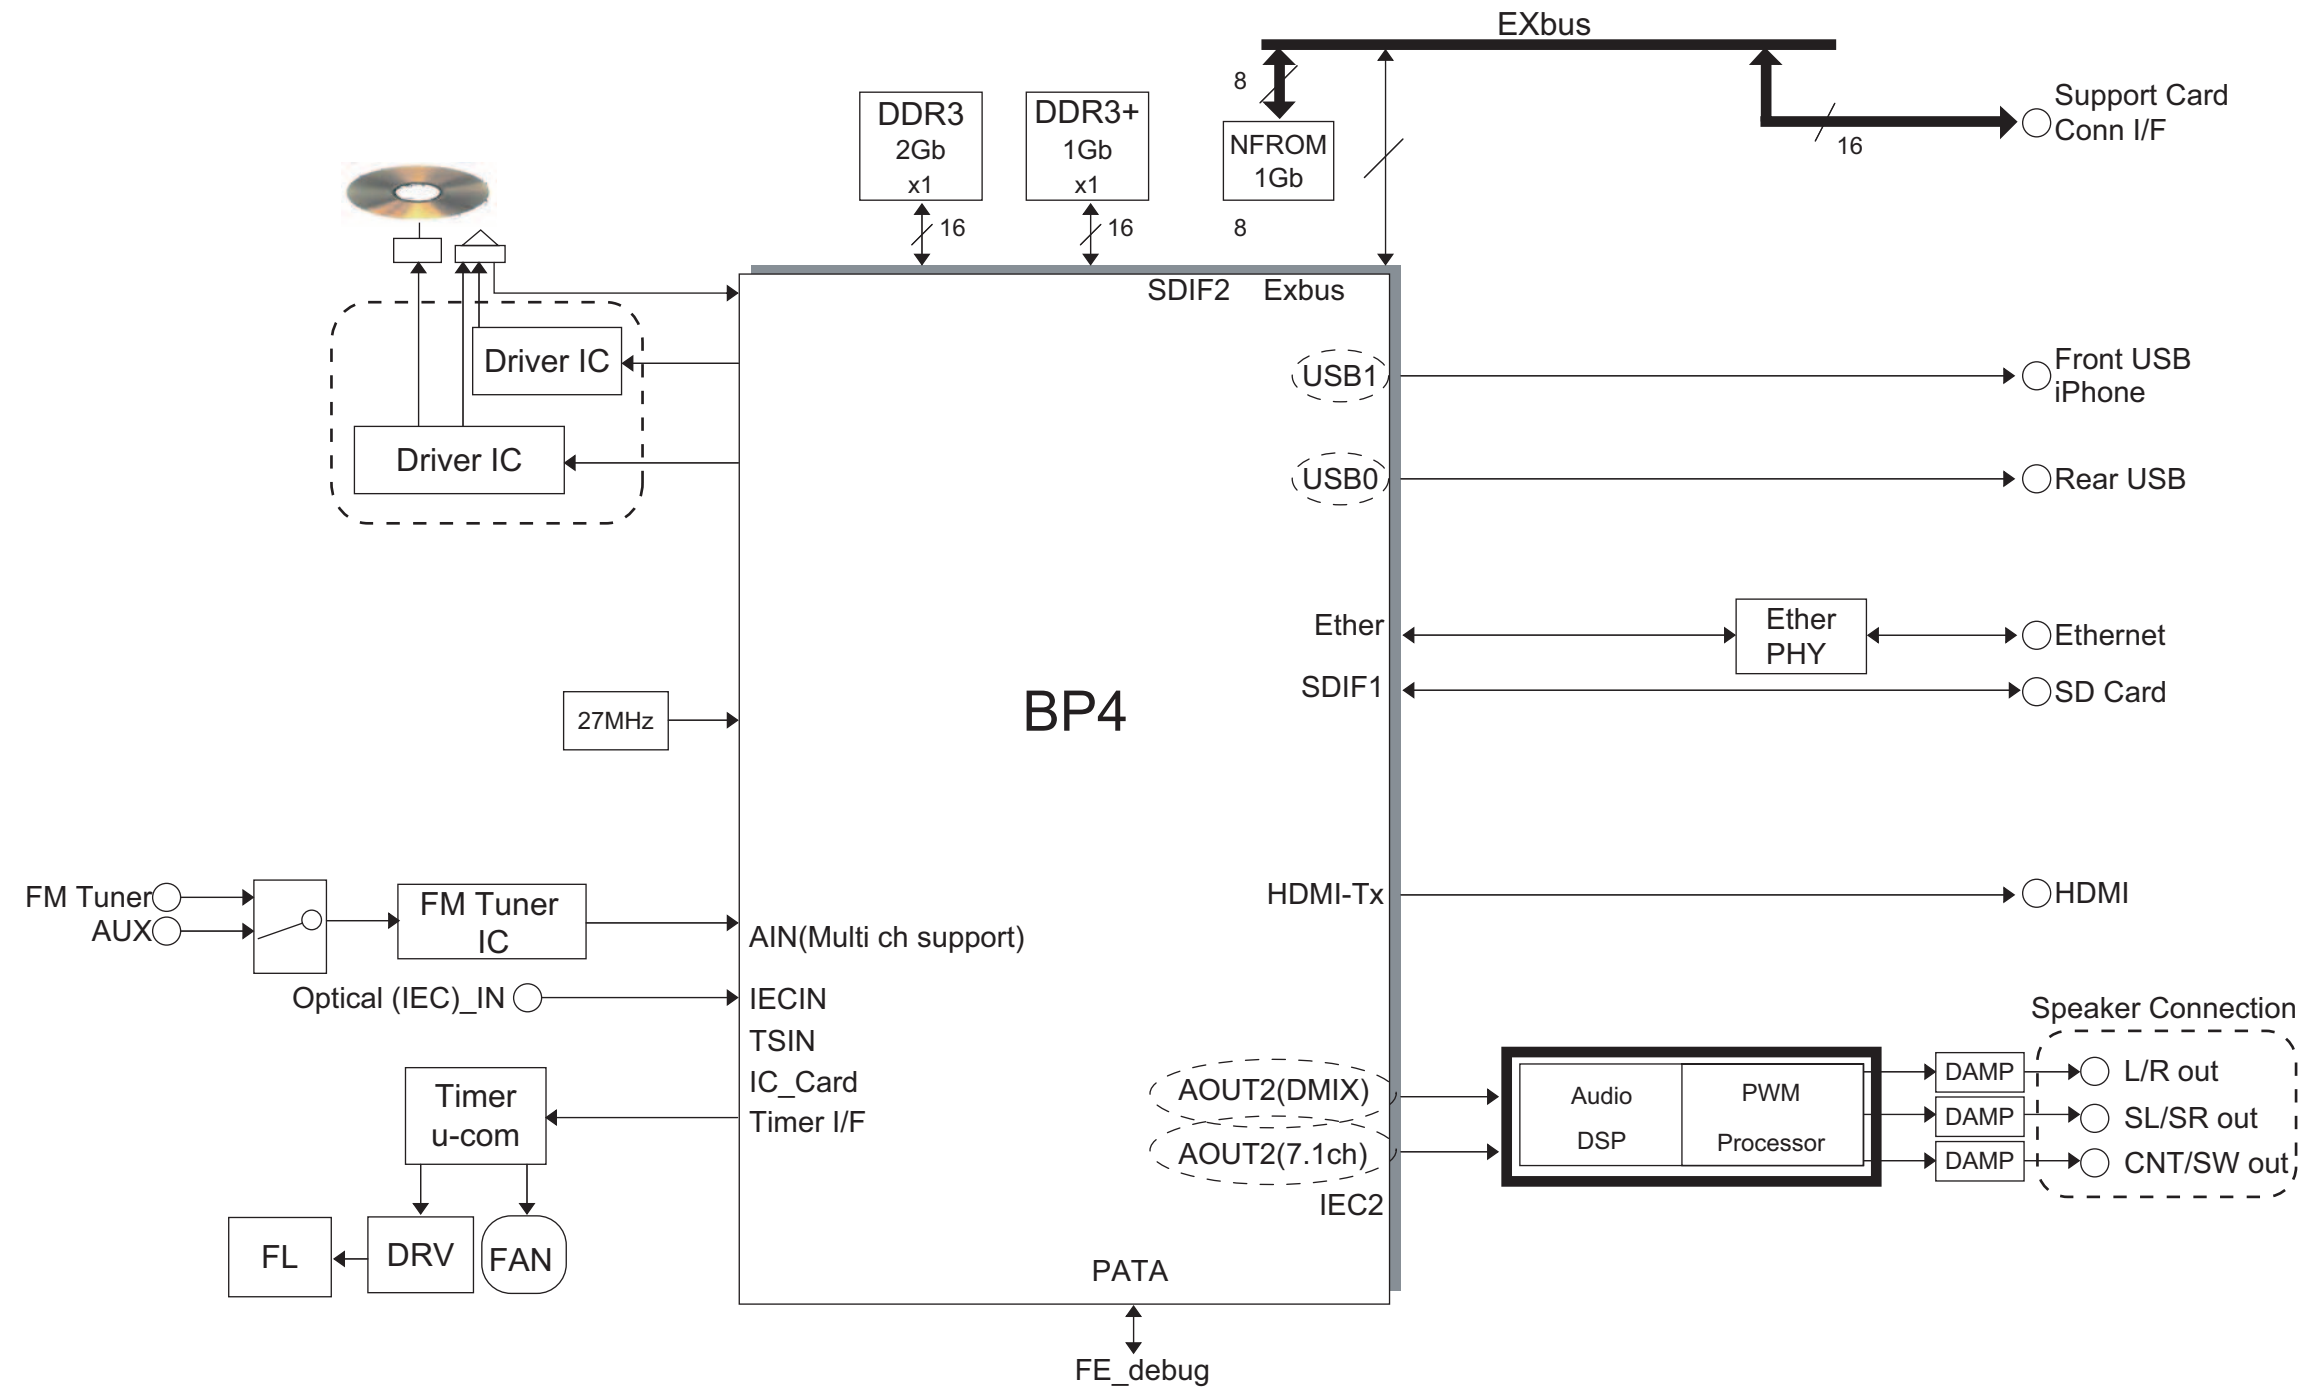 EXbus
8
Support Card
Conn I/F
16
DDR3
2Gb
x1
DDR3+
1Gb
x1
NFROM
1Gb
16
16
8
SDIF2
Exbus
Driver IC
Driver IC
USB1
Front USB
iPhone
USB0
Rear USB
Ether
Ether
PHY
Ethernet
SDIF1
SD Card
27MHz
BP4
FM Tuner
AUX
FM Tuner
IC
AIN(Multi ch support)
HDMI-Tx
HDMI
Optical (IEC)_IN
IECIN
TSIN
IC_Card
Timer I/F
Timer
u-com
FL
DRV
FAN
AOUT2(DMIX)
AOUT2(7.1ch)
IEC2
Audio
DSP
PWM
Processor
DAMP
DAMP
DAMP
Speaker Connection
L/R out
SL/SR out
CNT/SW out
PATA
FE_debug